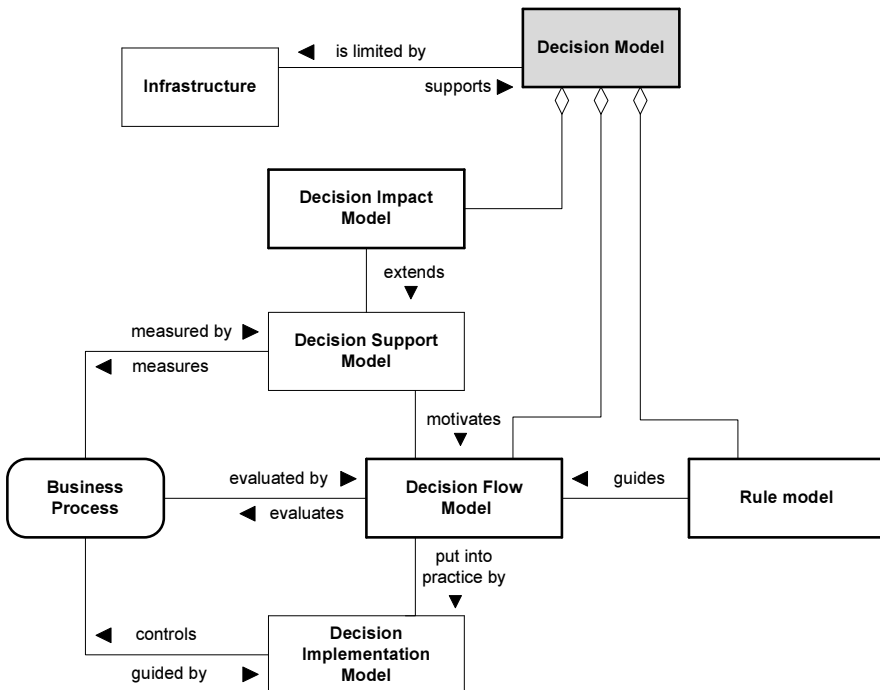 Decision Model
is limited by
Infrastructure
supports
Decision Impact
Model
extends
measured by
Decision Support
Model
measures
motivates
Business
Process
evaluated by
evaluates
Decision Flow
Model
guides
Rule model
put into
practice by
controls
guided by
Decision
Implementation
Model